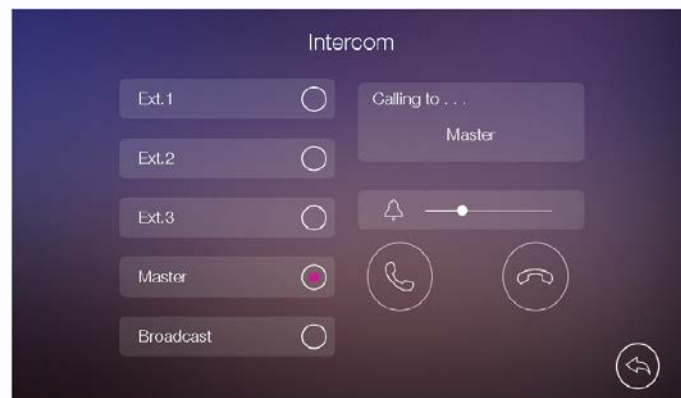 Intercom
Ext.1
Ext.2
Ext.3
Master
Broadcast
Calling to . . .
Master